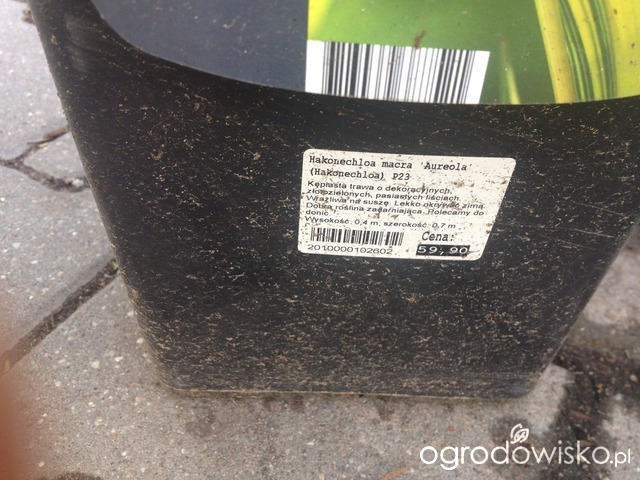 Hakonechloa macra 'Aureola'
(Hakonechloa) P23
Kępiasta trawa o dekoracyjnych,
złotozielonych, pasiastych liściach.
Wrażliwa na suszę. Lekko okrywać zimą.
Dobra roślina zadarniająca. Polecamy do
donic.
Wysokość: 0,4 m, szerokość: 0,7 m
Cena:
2010000102602
59,90
ogrodowisko.pl